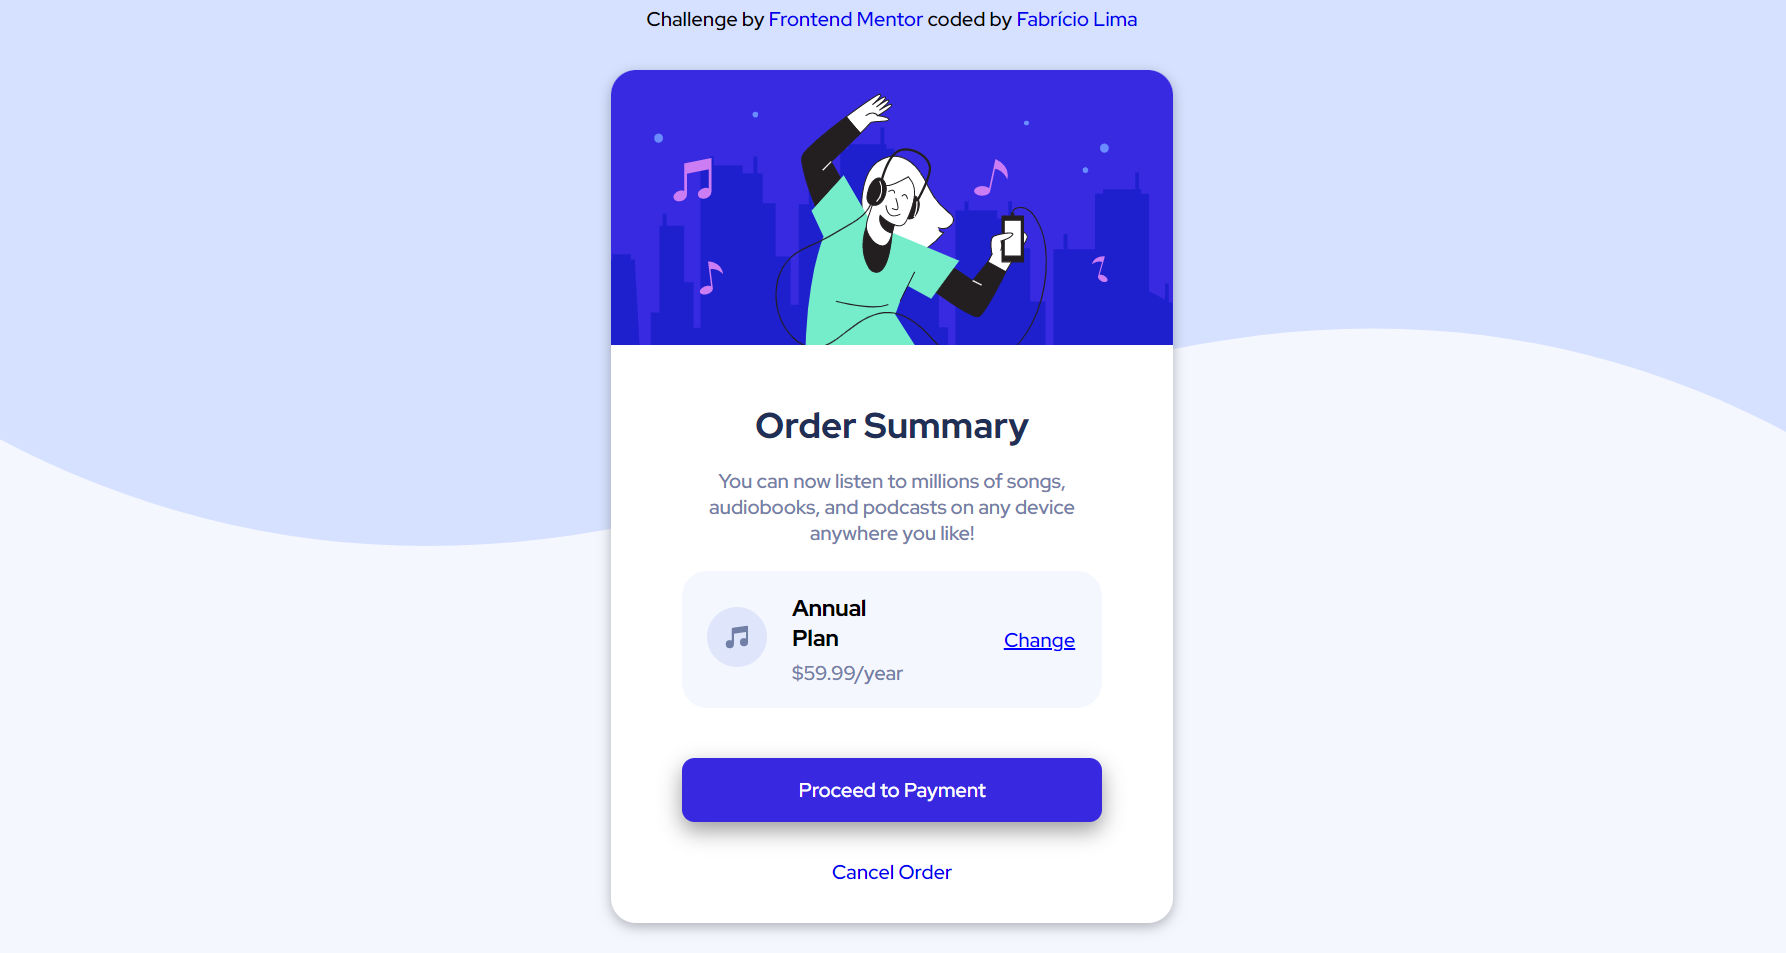 Challenge by Frontend Mentor coded by Fabrício Lima
Order Summary
You can now listen to millions of songs,
audiobooks, and podcasts on any device
anywhere you like!
Annual
Plan
$59.99/year
Change
Proceed to Payment
Cancel Order